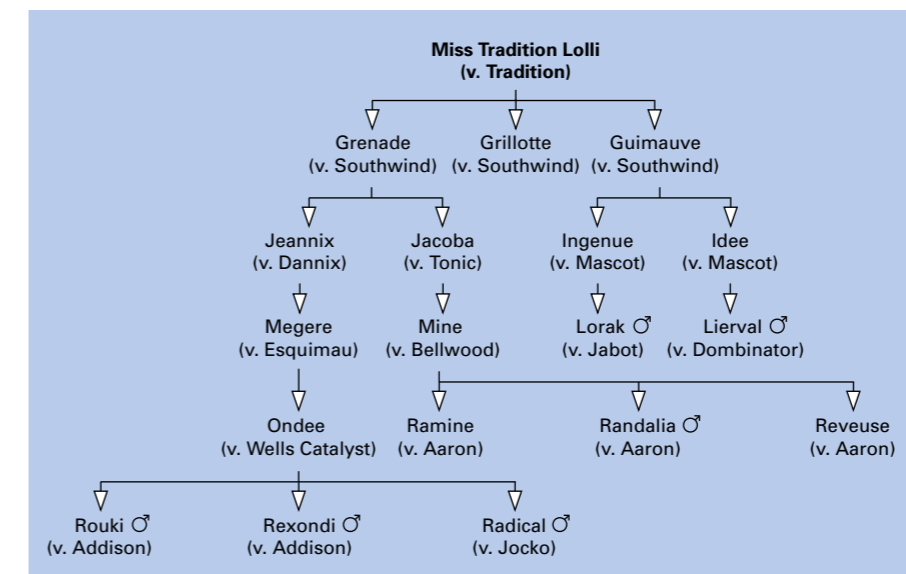 Miss Tradition Lolli
(v. Tradition)
Grenade Grillotte Guimauve
(v. Southwind) (v. Southwind) (v. Southwind)
Jeannix Jacoba Ingenue Idee
(v. Dannix) (v. Tonic) (v. Mascot) (v. Mascot)
Megere Mine Lorak ♂ Lierval ♂
(v. Esquimau) (v. Bellwood) (v. Jabot) (v. Dombinator)
Ondee Ramine Randalia ♂ Reveuse
(v. Wells Catalyst) (v. Aaron) (v. Aaron) (v. Aaron)
Rouki ♂ Rexondi ♂ Radical ♂
(v. Addison) (v. Addison) (v. Jocko)